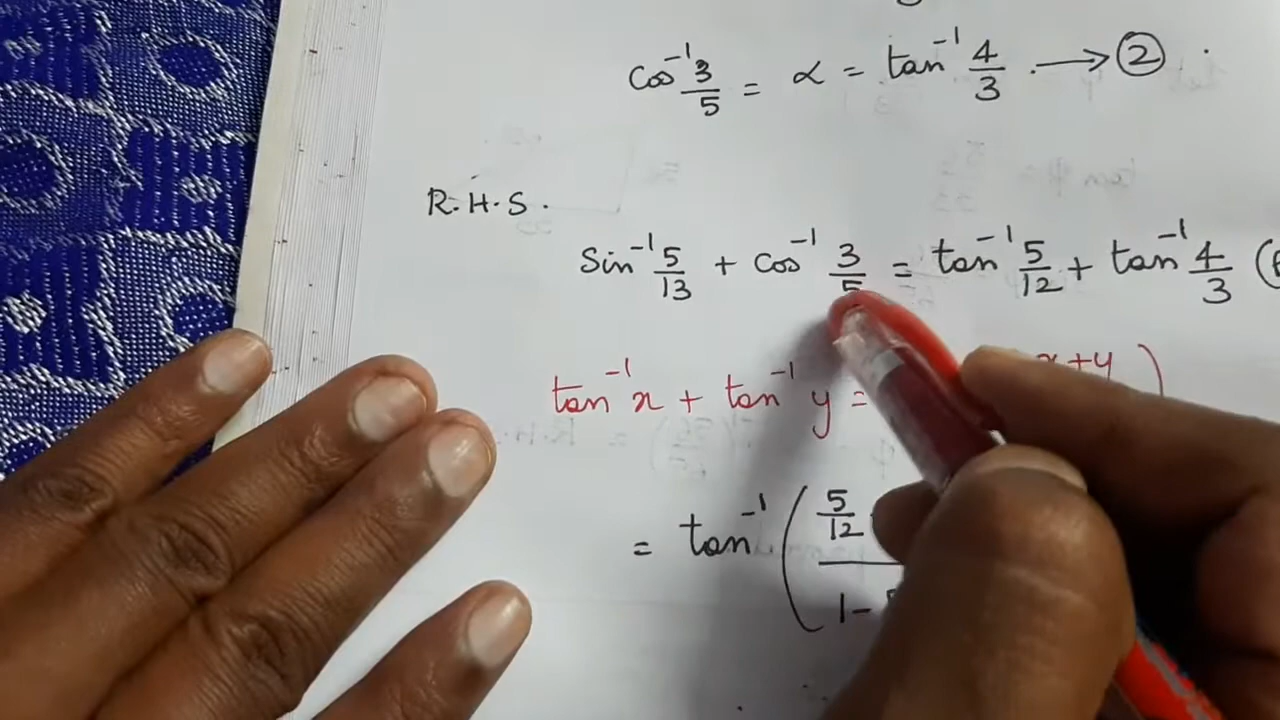 cos⁻¹ 3/5 = α = tan⁻¹ 4/3 . → ②
R.H.S.
Sin⁻¹ 5/13 + cos⁻¹ 3/5 = tan⁻¹ 5/12 + tan⁻¹ 4/3 (
tan⁻¹ x + tan⁻¹ y = x+y )
= tan⁻¹ ( 5/12 1 -